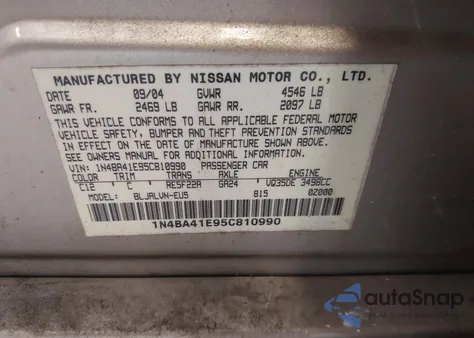 MANUFACTURED BY NISSAN MOTOR CO., LTD.
DATE 09/04 GVWR 4546 LB
GAWR FR. 2469 LB GAWR RR. 2097 LB
THIS VEHICLE CONFORMS TO ALL APPLICABLE FEDERAL MOTOR
VEHICLE SAFETY, BUMPER AND THEFT PREVENTION STANDARDS
IN EFFECT ON THE DATE OF MANUFACTURE SHOWN ABOVE.
SEE OWNERS MANUAL FOR ADDITIONAL INFORMATION.
VIN: 1N4BA41E95C810990 PASSENGER CAR
COLOR TRIM TRANS AXLE ENGINE
C12 C RE5F22A GA24 VQ35DE 3498CC
MODEL: BLJALVN-EUS B15 0Z000
1N4BA41E95C810990
autoSnap